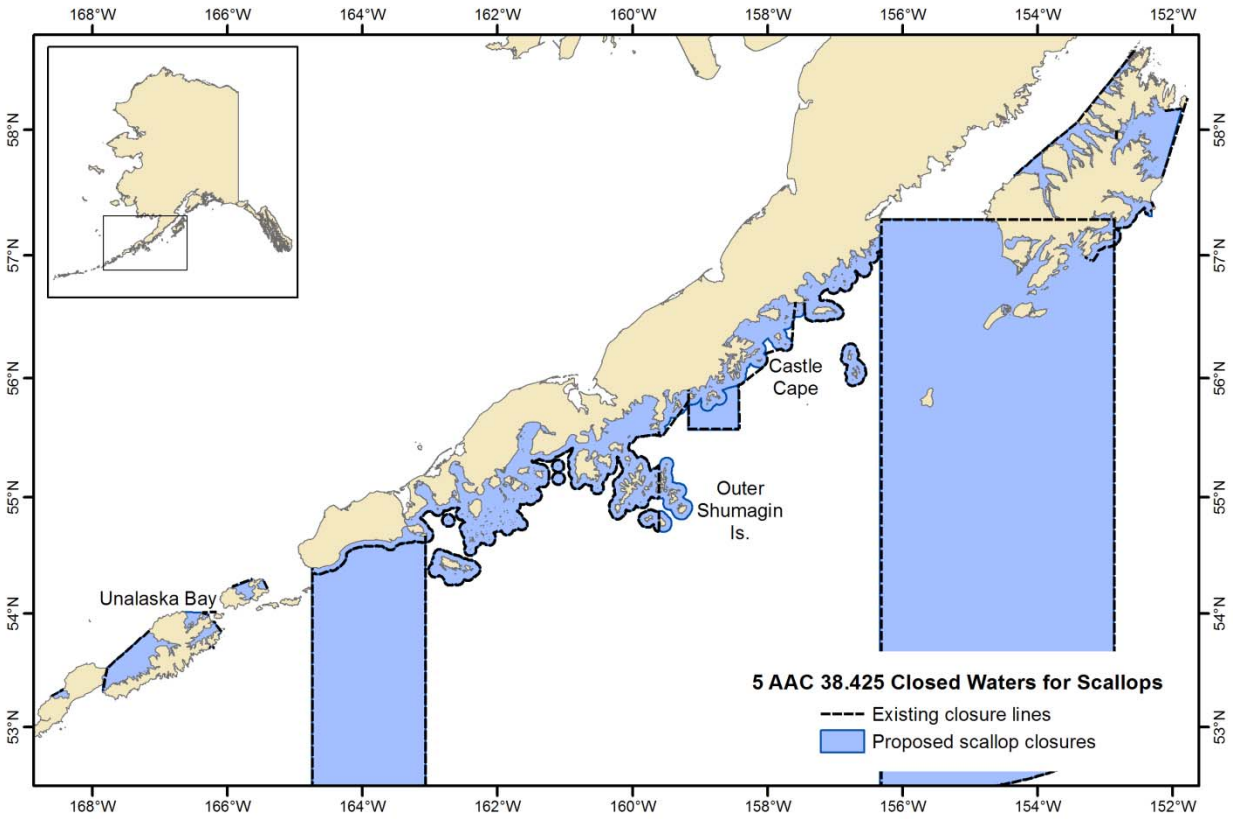 168°W 166°W 164°W 162°W 160°W 158°W 156°W 154°W 152°W
58°N 58°N
57°N 57°N
56°N 56°N
Castle
Cape
55°N 55°N
Outer
Shumagin
Is.
Unalaska Bay
54°N 54°N
5 AAC 38.425 Closed Waters for Scallops
Existing closure lines
53°N 53°N
Proposed scallop closures
168°W 166°W 164°W 162°W 160°W 158°W 156°W 154°W 152°W